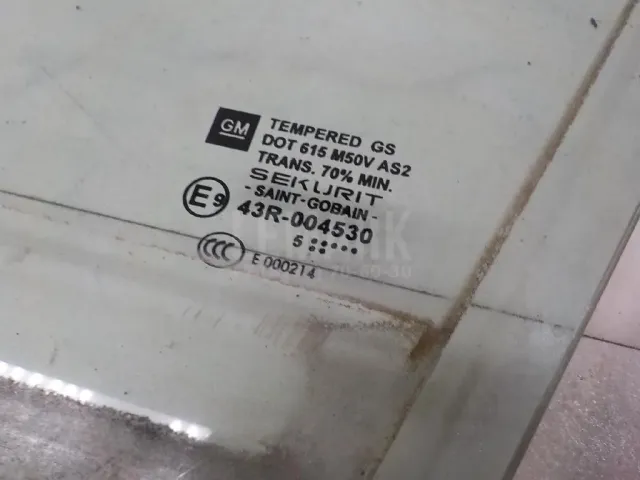 GM
TEMPERED GS
DOT 615 M50V AS2
TRANS. 70% MIN.
SEKURIT
- SAINT-GOBAIN -
E9
43R-004530
5
CCC
E 000214